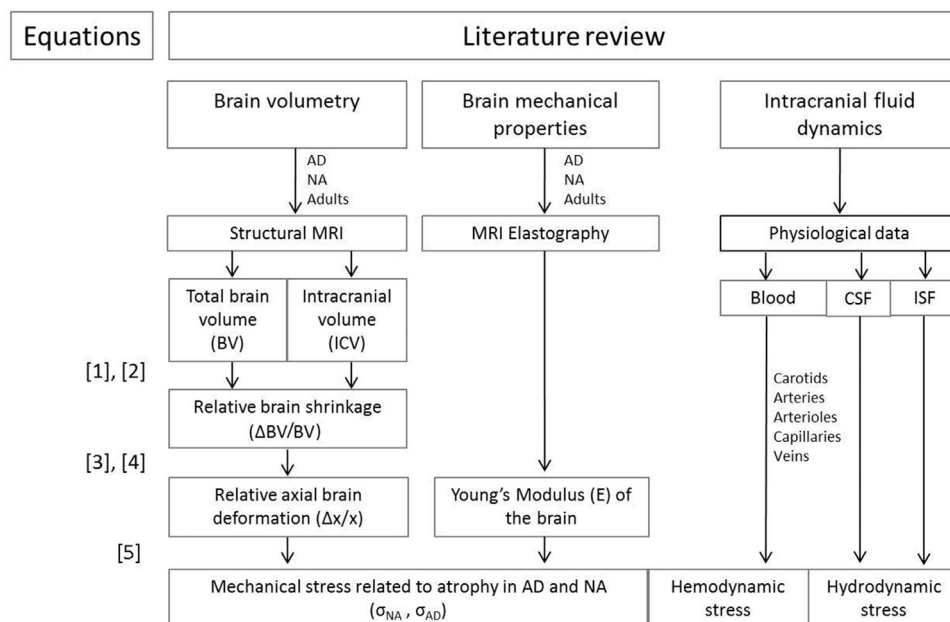 Equations
Literature review
Brain volumetry
Brain mechanical
properties
Intracranial fluid
dynamics
AD
NA
Adults
AD
NA
Adults
Structural MRI
MRI Elastography
Physiological data
Total brain
volume
(BV)
Intracranial
volume
(ICV)
Blood
CSF
ISF
[1], [2]
Relative brain shrinkage
(ΔBV/BV)
Carotids
Arteries
Arterioles
Capillaries
Veins
[3], [4]
Relative axial brain
deformation (Δx/x)
Young's Modulus (E) of
the brain
[5]
Mechanical stress related to atrophy in AD and NA
(σNA , σAD)
Hemodynamic
stress
Hydrodynamic
stress